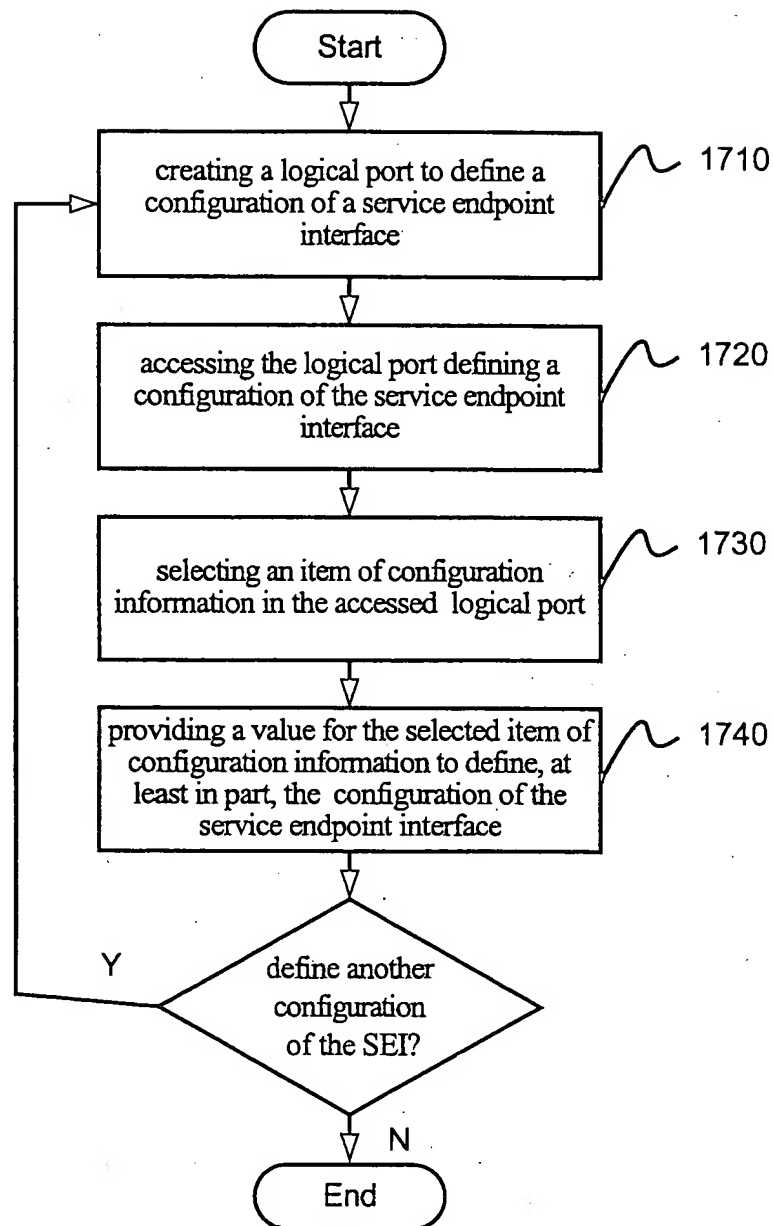 Start
creating a logical port to define a
configuration of a service endpoint
interface
1710
accessing the logical port defining a
configuration of the service endpoint
interface
1720
selecting an item of configuration
information in the accessed logical port
1730
providing a value for the selected item of
configuration information to define, at
least in part, the configuration of the
service endpoint interface
1740
Y
define another
configuration
of the SEI?
N
End